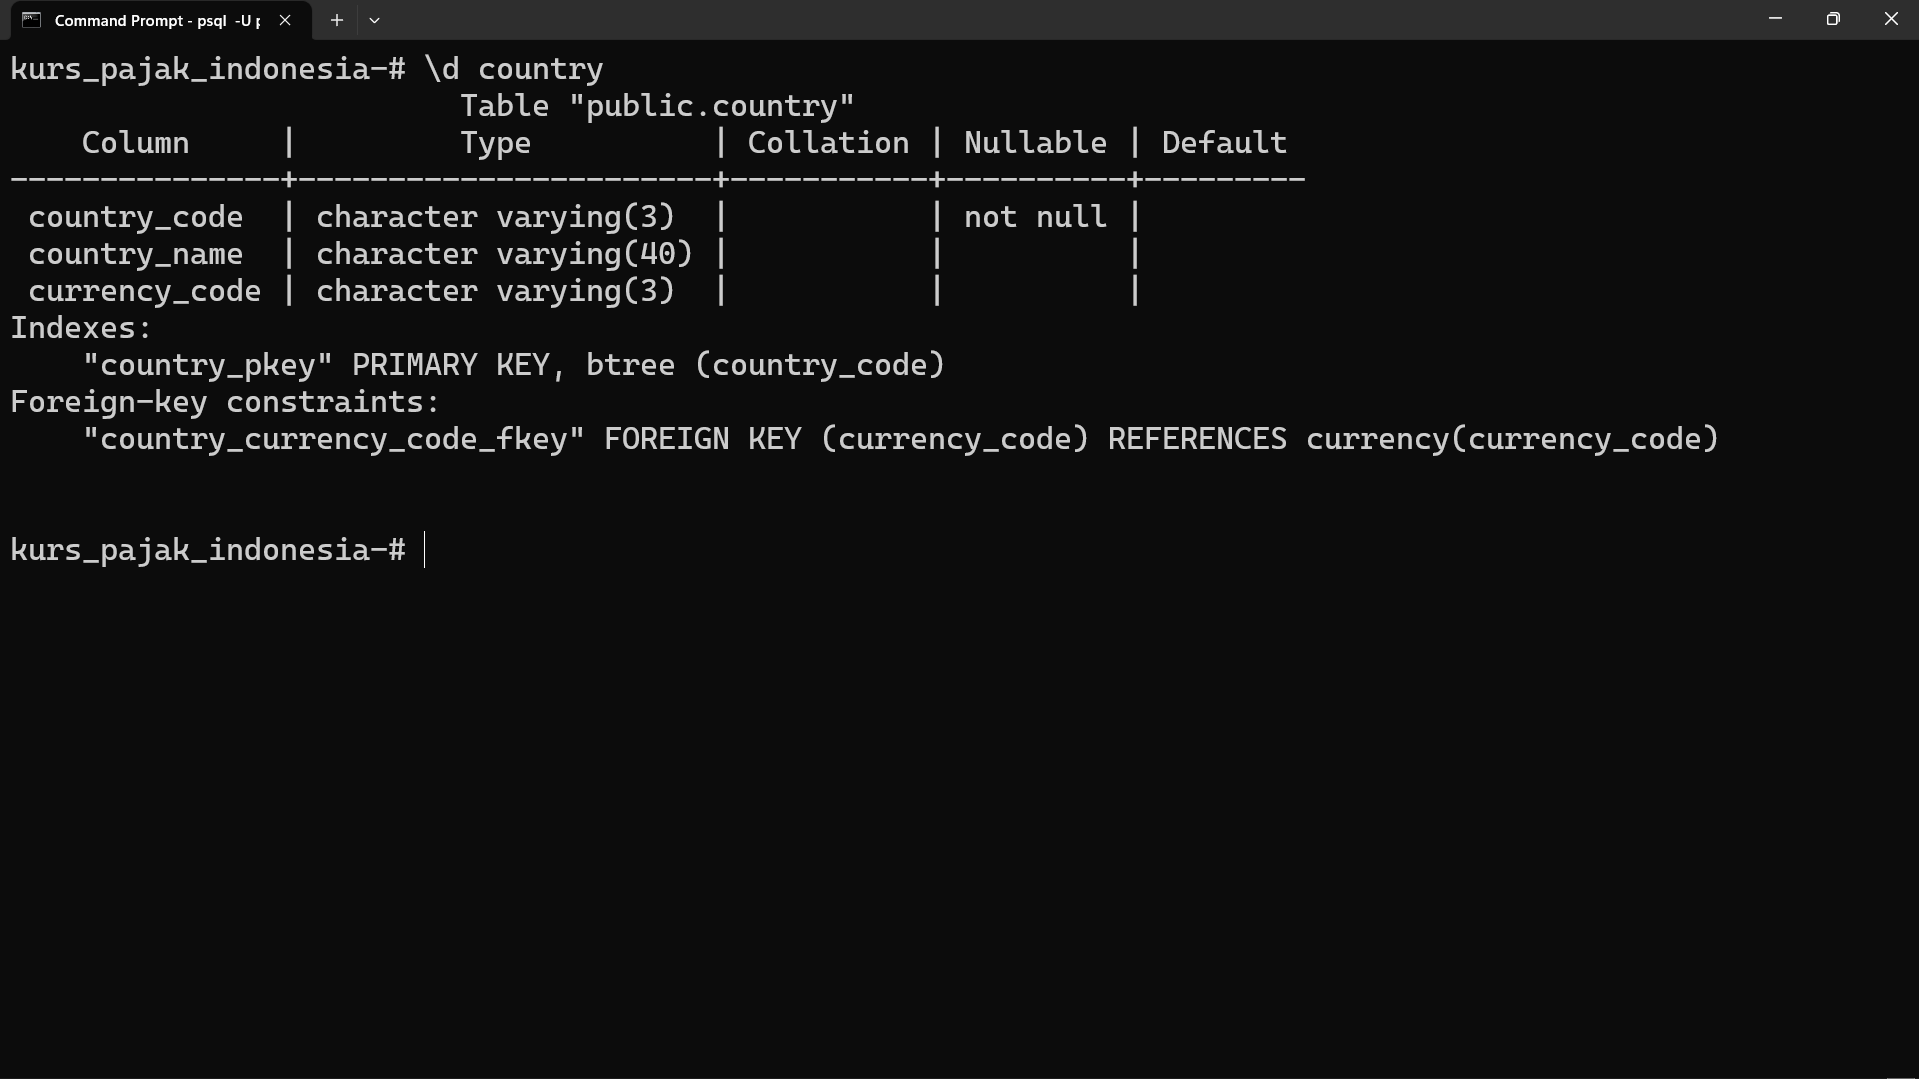 Command Prompt - psql -U p
kurs_pajak_indonesia-# \d country
                         Table "public.country"
    Column     |         Type          | Collation | Nullable | Default
---------------+-----------------------+-----------+----------+---------
 country_code  | character varying(3)  |           | not null |
 country_name  | character varying(40) |           |          |
 currency_code | character varying(3)  |           |          |
Indexes:
    "country_pkey" PRIMARY KEY, btree (country_code)
Foreign-key constraints:
    "country_currency_code_fkey" FOREIGN KEY (currency_code) REFERENCES currency(currency_code)
kurs_pajak_indonesia-#